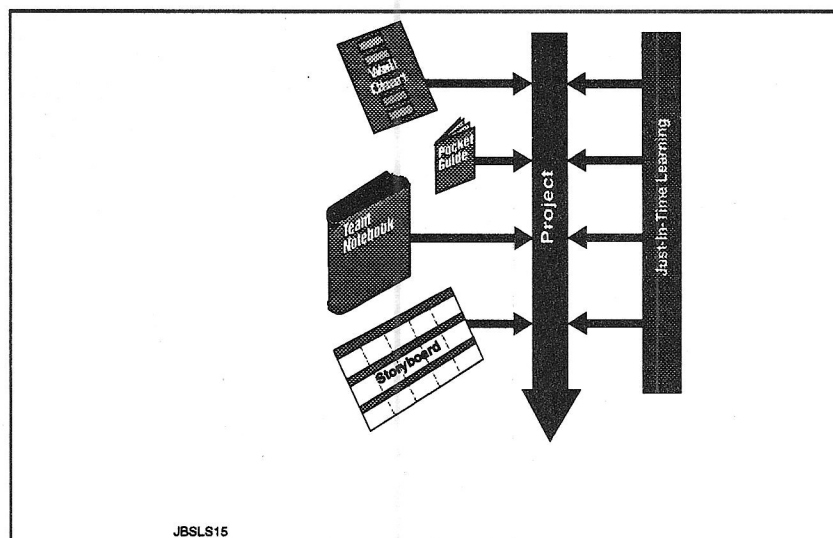 Wall
Chart
Pocket
Guide
Team
Notebook
Storyboard
Project
Just-In-Time Learning
JBSLS15